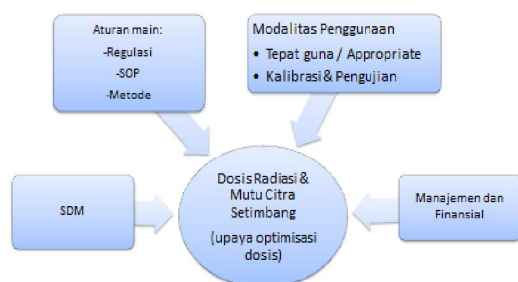 Aturan main:
-Regulasi
-SOP
-Metode
Modalitas Penggunaan
• Tepat guna / Appropriate
• Kalibrasi & Pengujian
SDM
Dosis Radiasi &
Mutu Citra
Setimbang
(upaya optimisasi
dosis)
Manajemen dan
Finansial